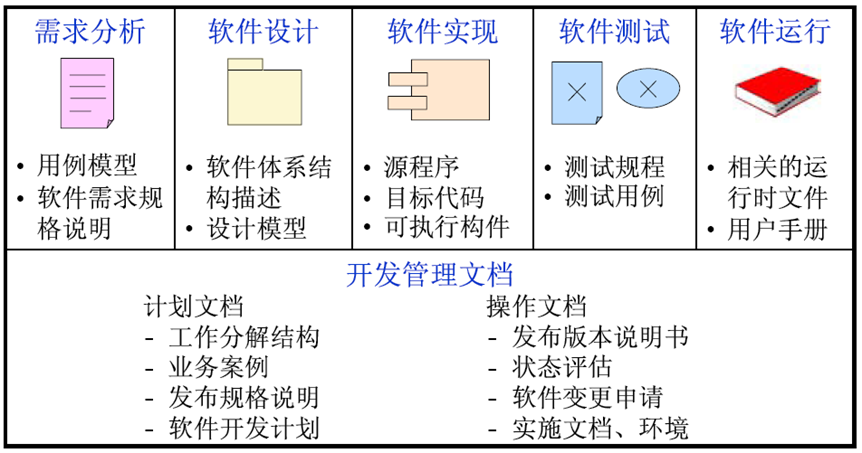 需求分析
• 用例模型
• 软件需求规
格说明
软件设计
• 软件体系结
构描述
• 设计模型
软件实现
• 源程序
• 目标代码
• 可执行构件
软件测试
• 测试规程
• 测试用例
软件运行
• 相关的运
行时文件
• 用户手册
开发管理文档
计划文档
- 工作分解结构
- 业务案例
- 发布规格说明
- 软件开发计划
操作文档
- 发布版本说明书
- 状态评估
- 软件变更申请
- 实施文档、环境